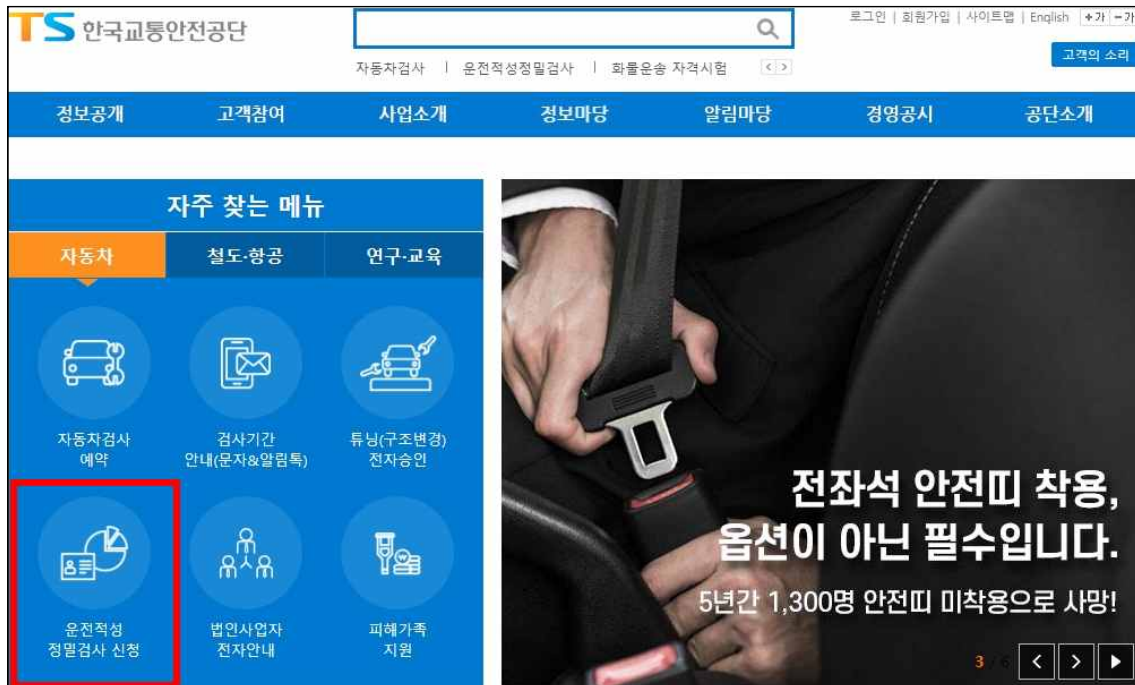 TS 한국교통안전공단
로그인 | 회원가입 | 사이트맵 | English +가 -가
자동차검사 | 운전적성정밀검사 | 화물운송 자격시험 < >
고객의 소리
정보공개 고객참여 사업소개 정보마당 알림마당 경영공시 공단소개
자주 찾는 메뉴
자동차 철도·항공 연구·교육
자동차검사
예약
검사기간
안내(문자&알림톡)
튜닝(구조변경)
전자승인
운전적성
정밀검사 신청
법인사업자
전자안내
피해가족
지원
전좌석 안전띠 착용,
옵션이 아닌 필수입니다.
5년간 1,300명 안전띠 미착용으로 사망!
3 / 6 < >